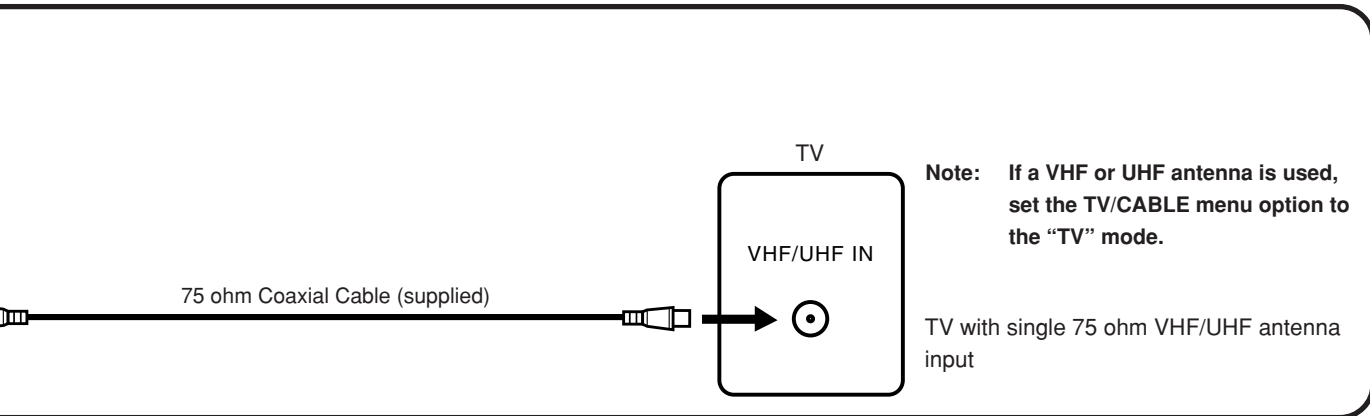 TV
Note: If a VHF or UHF antenna is used,
set the TV/CABLE menu option to
the “TV” mode.
VHF/UHF IN
75 ohm Coaxial Cable (supplied)
TV with single 75 ohm VHF/UHF antenna
input